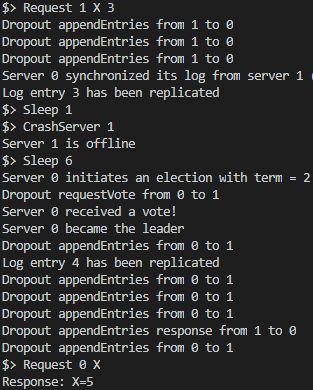 $> Request 1 X 3
Dropout appendEntries from 1 to 0
Dropout appendEntries from 1 to 0
Dropout appendEntries from 1 to 0
Server 0 synchronized its log from server 1 (
Log entry 3 has been replicated
$> Sleep 1
$> CrashServer 1
Server 1 is offline
$> Sleep 6
Server 0 initiates an election with term = 2
Dropout requestVote from 0 to 1
Server 0 received a vote!
Server 0 became the leader
Dropout appendEntries from 0 to 1
Log entry 4 has been replicated
Dropout appendEntries from 0 to 1
Dropout appendEntries from 0 to 1
Dropout appendEntries from 0 to 1
Dropout appendEntries response from 1 to 0
Dropout appendEntries from 0 to 1
$> Request 0 X
Response: X=5